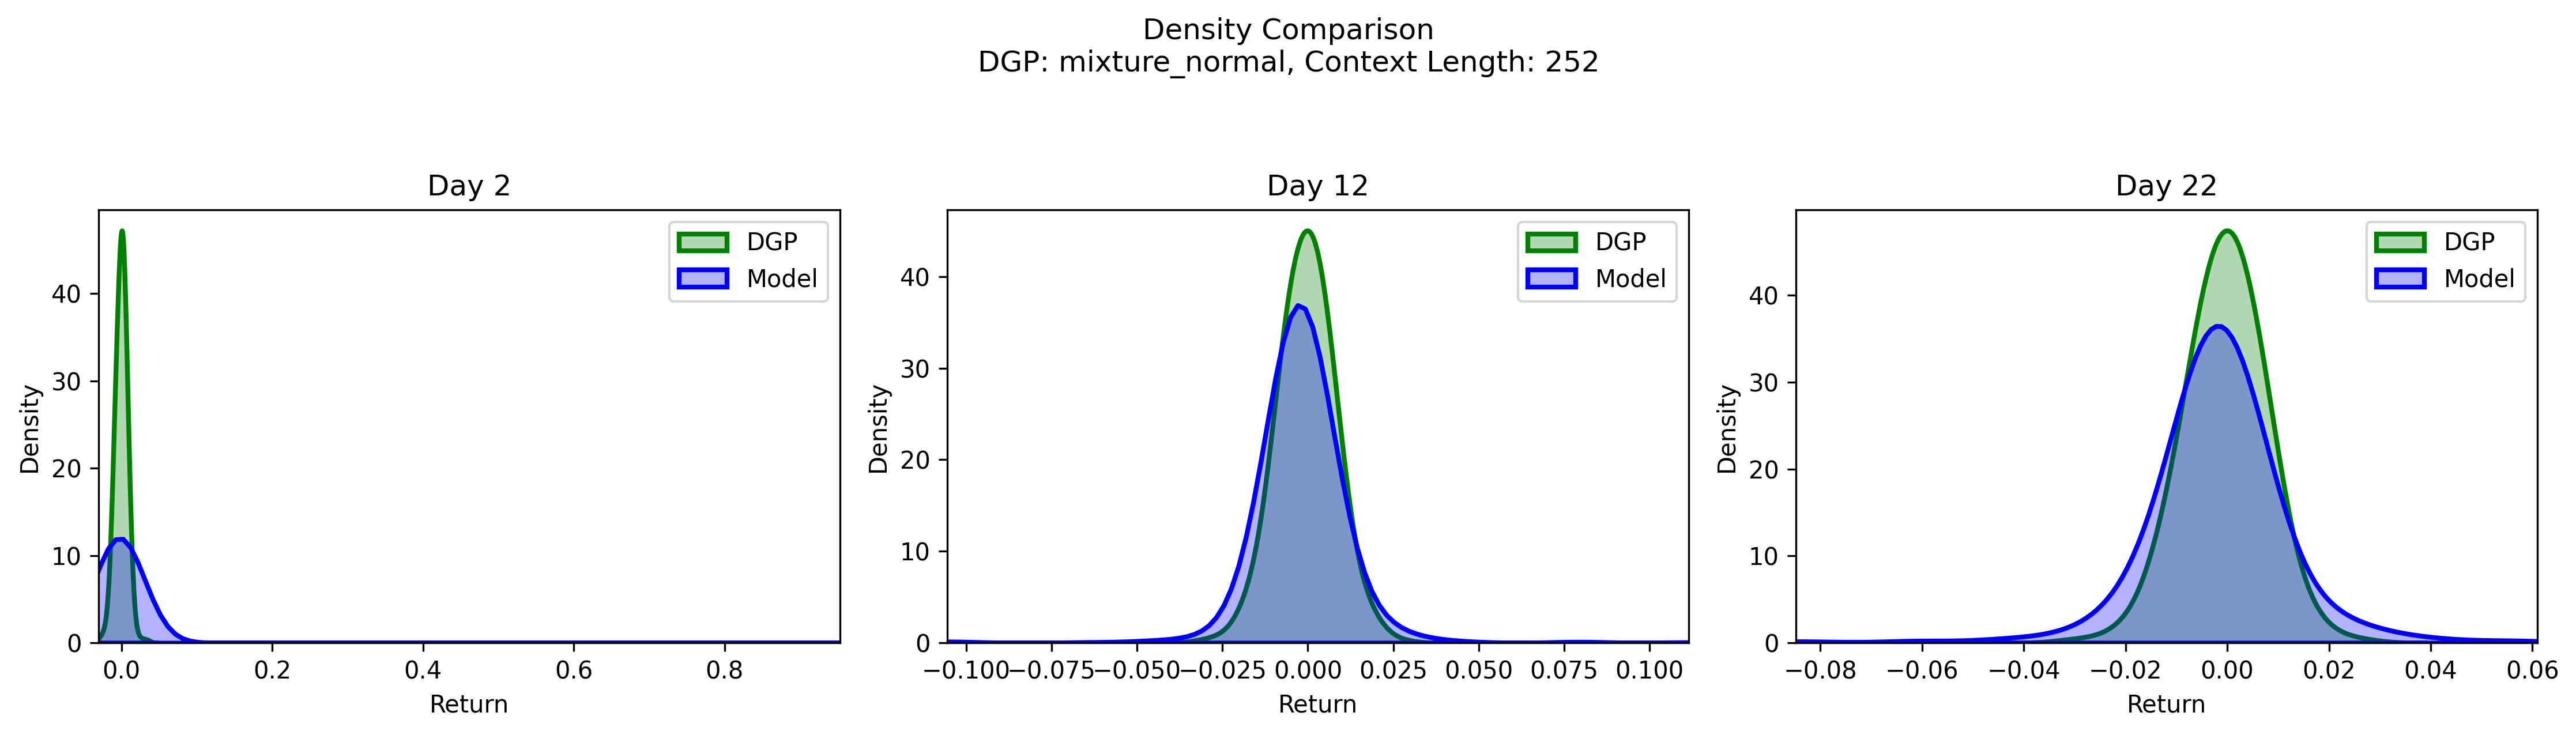 Density Comparison
DGP: mixture_normal, Context Length: 252
Day 2
DGP
Model
Density
40
30
20
10
0
0.0 0.2 0.4 0.6 0.8
Return
Day 12
DGP
Model
Density
40
30
20
10
0
−0.100 −0.075 −0.050 −0.025 0.000 0.025 0.050 0.075 0.100
Return
Day 22
DGP
Model
Density
40
30
20
10
0
−0.08 −0.06 −0.04 −0.02 0.00 0.02 0.04 0.06
Return